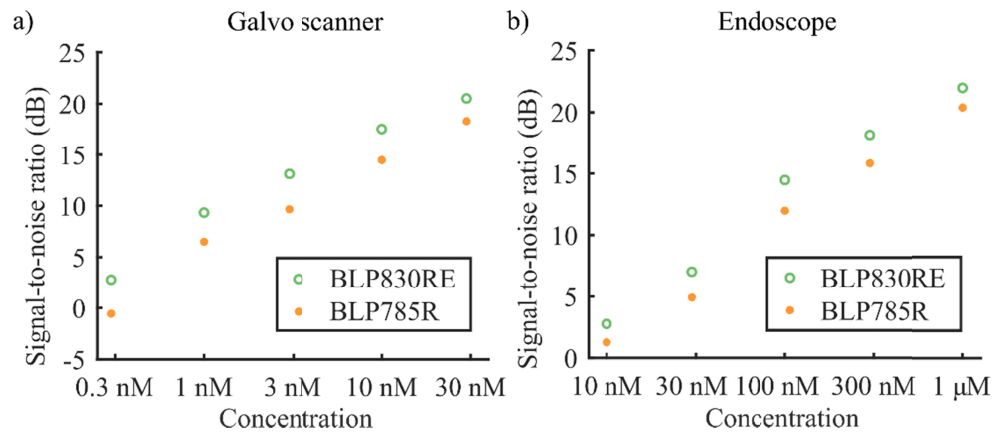 a)
Galvo scanner
Signal-to-noise ratio (dB)
25
20
15
10
5
0
-5
BLP830RE
BLP785R
0.3 nM 1 nM 3 nM 10 nM 30 nM
Concentration
b)
Endoscope
Signal-to-noise ratio (dB)
25
20
15
10
5
0
BLP830RE
BLP785R
10 nM 30 nM 100 nM 300 nM 1 μM
Concentration